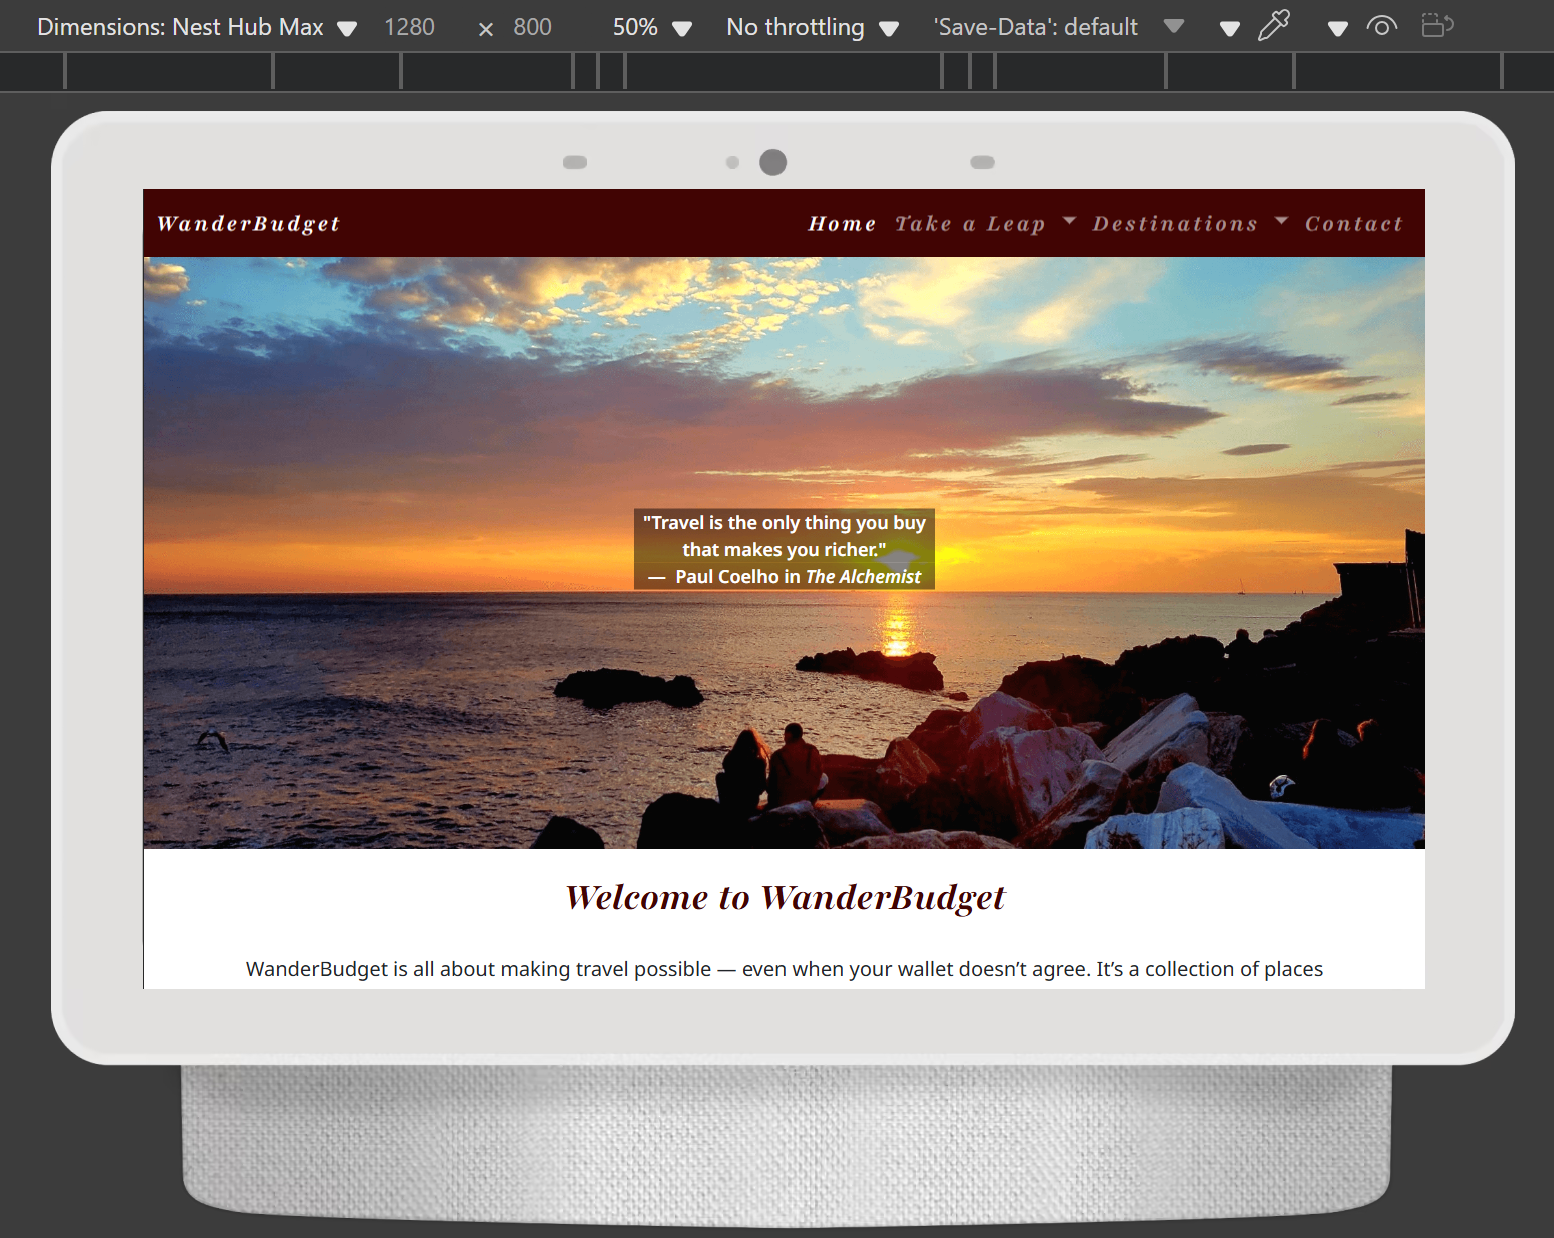 Dimensions: Nest Hub Max 1280 × 800 50% No throttling 'Save-Data': default
WanderBudget Home Take a Leap Destinations Contact
"Travel is the only thing you buy
that makes you richer."
— Paul Coelho in The Alchemist
Welcome to WanderBudget
WanderBudget is all about making travel possible — even when your wallet doesn’t agree. It’s a collection of places